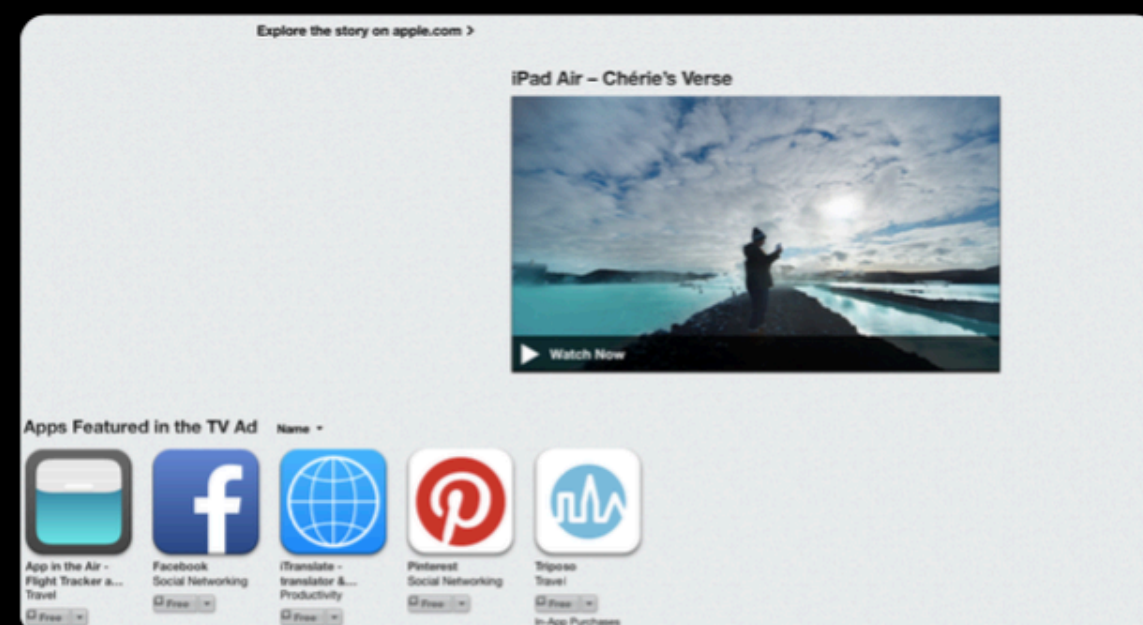 Explore the story on apple.com >
iPad Air – Chérie's Verse
Watch Now
Apps Featured in the TV Ad Name
App in the Air -
Flight Tracker a...
Travel
Free
Facebook
Social Networking
Free
iTranslate -
translator &...
Productivity
Free
Pinterest
Social Networking
Free
Triposo
Travel
Free
In-App Purchases